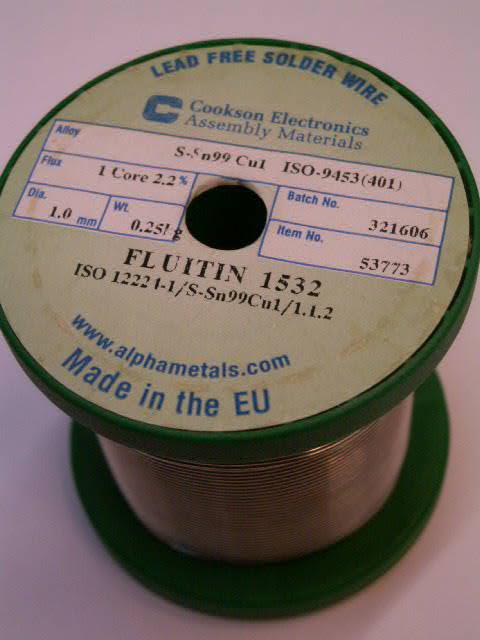 LEAD FREE SOLDER WIRE
Cookson Electronics
Assembly Materials
Alloy
S-Sn99 Cu1 ISO-9453(401)
Flux
1 Core 2.2%
Dia.
1.0 mm
Wt.
0.25kg
Batch No.
321606
Item No.
53773
FLUITIN 1532
ISO 12224-1/S-Sn99Cu1/1.1.2
www.alphametals.com
Made in the EU